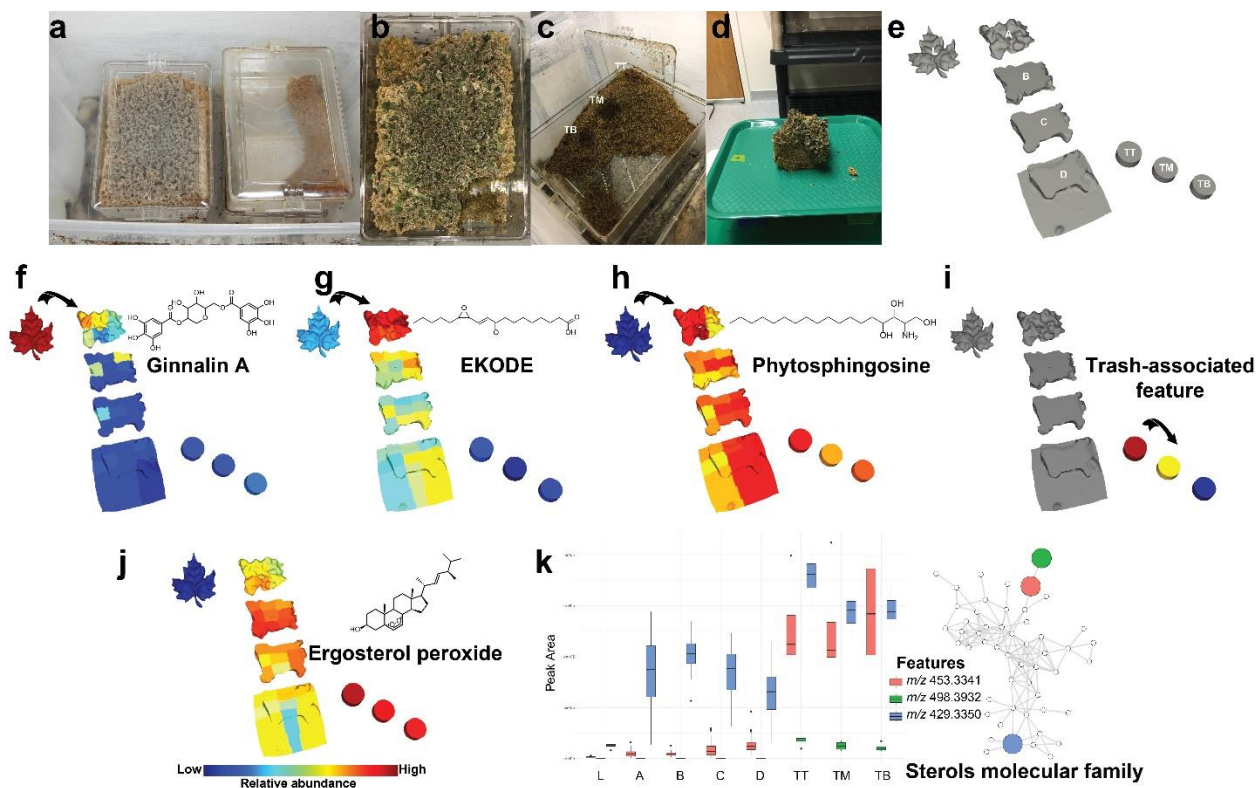 a
b
c
d
e
TT
TM
TB
A
B
C
D
TT
TM
TB
f
g
h
i
Ginnalin A
EKODE
Phytosphingosine
Trash-associated
feature
j
k
Ergosterol peroxide
Low
High
Relative abundance
Peak Area
Features
m/z 453.3341
m/z 498.3932
m/z 429.3350
L A B C D TT TM TB
Sterols molecular family